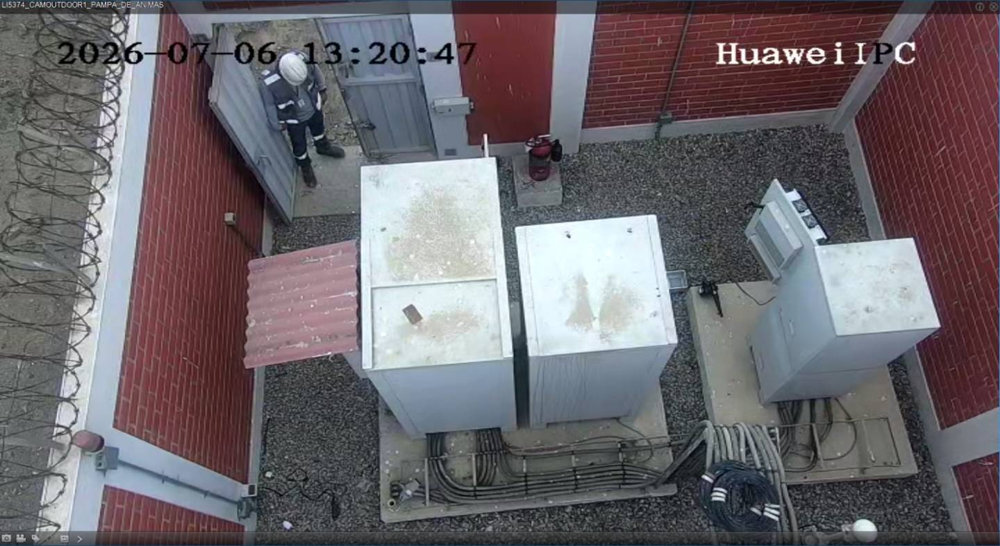 LI5374_CAMOUTDOOR1_PAMPA_DE_ANIMAS
2026-07-06 13:20:47
HuaweiIPC